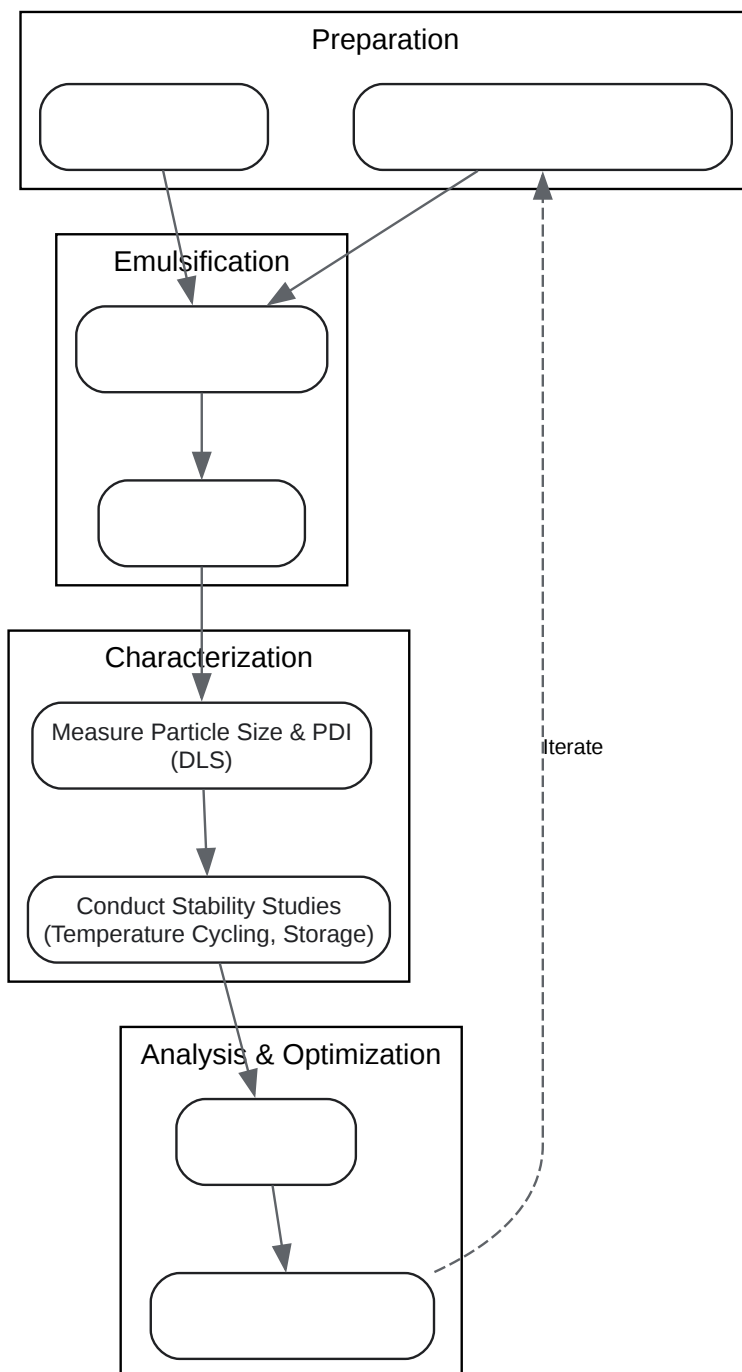 Preparation
Emulsification
Characterization
Measure Particle Size & PDI
(DLS)
Iterate
Conduct Stability Studies
(Temperature Cycling, Storage)
Analysis & Optimization